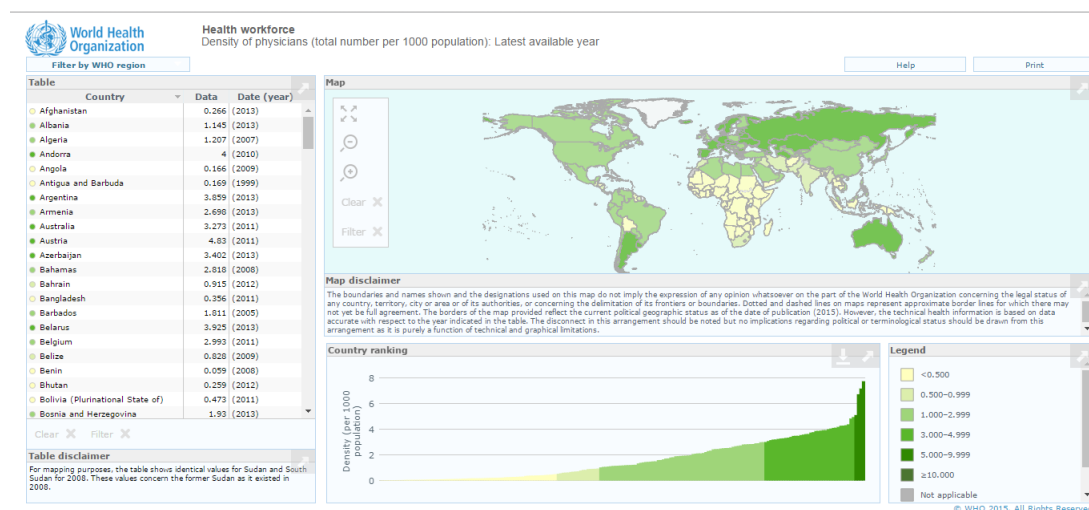 World Health
Organization
Health workforce
Density of physicians (total number per 1000 population): Latest available year
Filter by WHO region
Help
Print
Table
Country Data Date (year)
Afghanistan 0.266 (2013)
Albania 1.145 (2013)
Algeria 1.207 (2007)
Andorra 4 (2010)
Angola 0.166 (2009)
Antigua and Barbuda 0.169 (1999)
Argentina 3.859 (2013)
Armenia 2.698 (2013)
Australia 3.273 (2011)
Austria 4.83 (2011)
Azerbaijan 3.402 (2013)
Bahamas 2.818 (2008)
Bahrain 0.915 (2012)
Bangladesh 0.356 (2011)
Barbados 1.811 (2005)
Belarus 3.925 (2013)
Belgium 2.993 (2011)
Belize 0.828 (2009)
Benin 0.059 (2008)
Bhutan 0.259 (2012)
Bolivia (Plurinational State of) 0.473 (2011)
Bosnia and Herzegovina 1.93 (2013)
Clear Filter
Table disclaimer
For mapping purposes, the table shows identical values for Sudan and South
Sudan for 2008. These values concern the former Sudan as it existed in
2008.
Map
Clear
Filter
Map disclaimer
The boundaries and names shown and the designations used on this map do not imply the expression of any opinion whatsoever on the part of the World Health Organization concerning the legal status of
any country, territory, city or area or of its authorities, or concerning the delimitation of its frontiers or boundaries. Dotted and dashed lines on maps represent approximate border lines for which there may
not yet be full agreement. The borders of the map provided reflect the current political geographic status as of the date of publication (2015). However, the technical health information is based on data
accurate with respect to the year indicated in the table. The disconnect in this arrangement should be noted but no implications regarding political or terminological status should be drawn from this
arrangement as it is purely a function of technical and graphical limitations.
Country ranking
Density (per 1000
population)
8
6
4
2
0
Legend
<0.500
0.500–0.999
1.000–2.999
3.000–4.999
5.000–9.999
≥10.000
Not applicable
© WHO 2015. All Rights Reserved